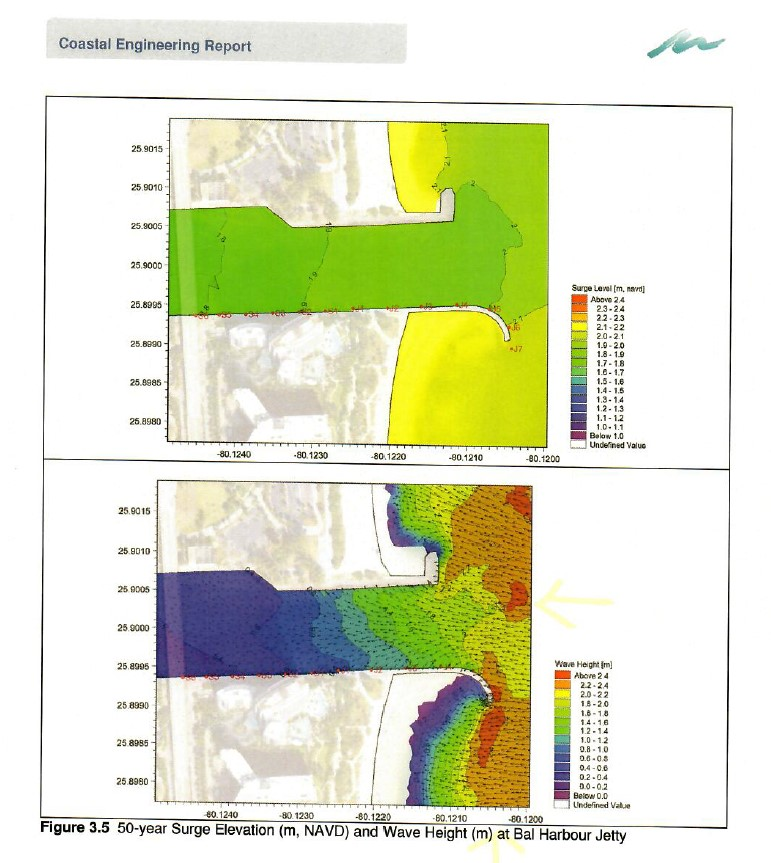 Coastal Engineering Report
25.9015
25.9010
25.9005
25.9000
25.8995
25.8990
25.8985
25.8980
-80.1240
-80.1230
-80.1220
-80.1210
-80.1200
J7
Surge Level [m, navd]
Above 2.4
2.3 - 2.4
2.2 - 2.3
2.1 - 2.2
2.0 - 2.1
1.9 - 2.0
1.8 - 1.9
1.7 - 1.8
1.6 - 1.7
1.5 - 1.6
1.4 - 1.5
1.3 - 1.4
1.2 - 1.3
1.1 - 1.2
1.0 - 1.1
Below 1.0
Undefined Value
25.9015
25.9010
25.9005
25.9000
25.8995
25.8990
25.8985
25.8980
-80.1240
-80.1230
-80.1220
-80.1210
-80.1200
Wave Height [m]
Above 2.4
2.2 - 2.4
2.0 - 2.2
1.8 - 2.0
1.6 - 1.8
1.4 - 1.6
1.2 - 1.4
1.0 - 1.2
0.8 - 1.0
0.6 - 0.8
0.4 - 0.6
0.2 - 0.4
0.0 - 0.2
Below 0.0
Undefined Value
Figure 3.5 50-year Surge Elevation (m, NAVD) and Wave Height (m) at Bal Harbour Jetty